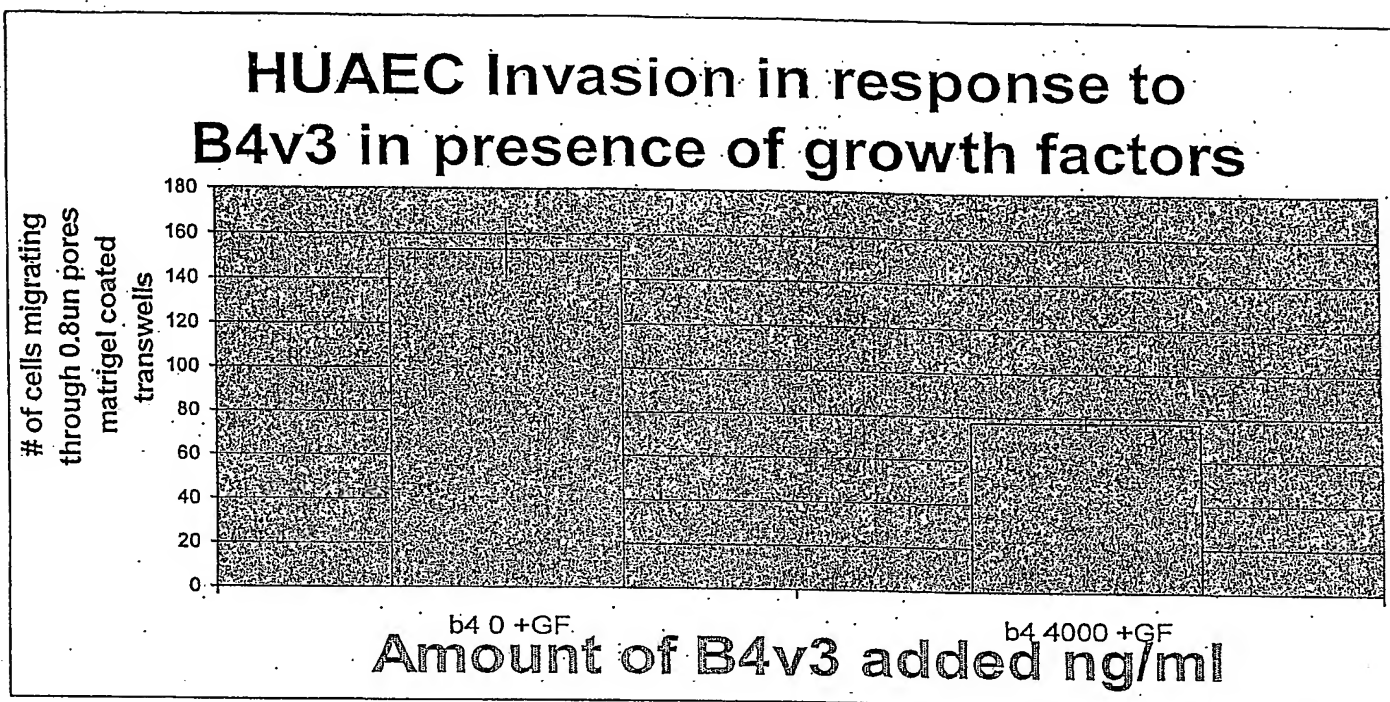 HUAEC Invasion in response to
B4v3 in presence of growth factors
# of cells migrating
through 0.8un pores
matrigel coated
transwells
180
160
140
120
100
80
60
40
20
0
b4 0 +GF
b4 4000 +GF
Amount of B4v3 added ng/ml